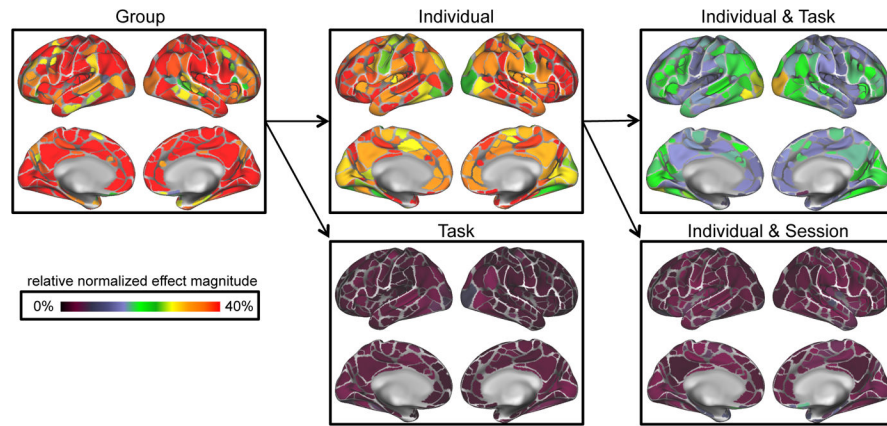 Group
Individual
Individual & Task
Task
Individual & Session
relative normalized effect magnitude
0% 40%